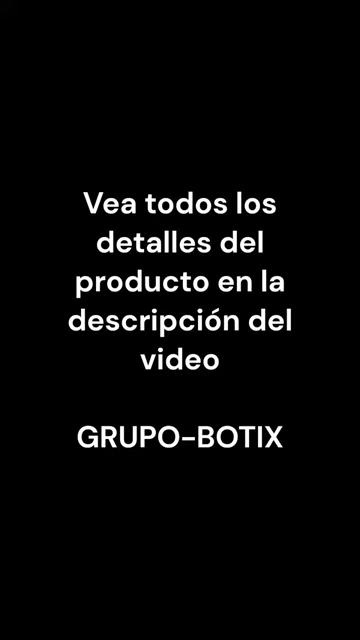 Vea todos los
detalles del
producto en la
descripción del
video
GRUPO-BOTIX